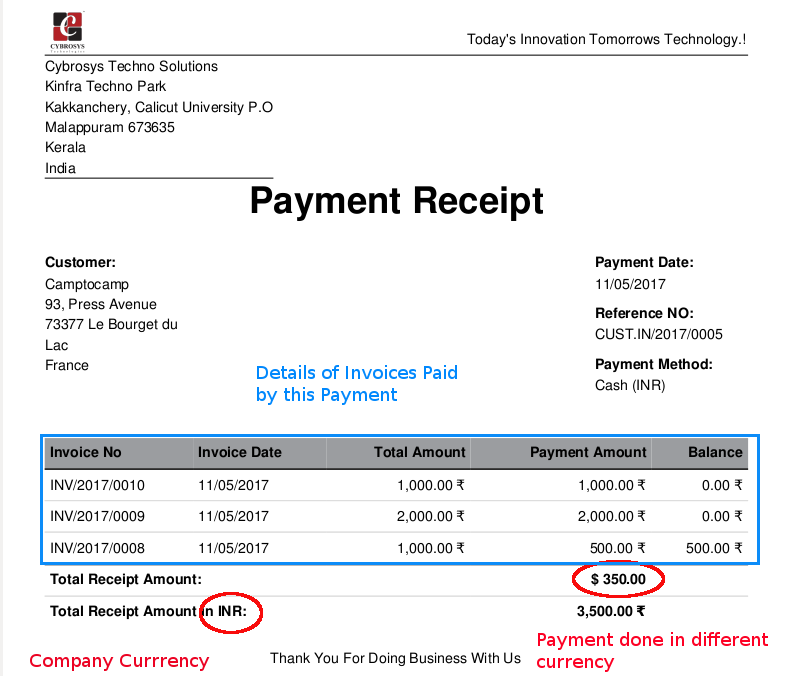 CYBROSYS
Today's Innovation Tomorrows Technology.!
Cybrosys Techno Solutions
Kinfra Techno Park
Kakkanchery, Calicut University P.O
Malappuram 673635
Kerala
India
Payment Receipt
Customer:
Camptocamp
93, Press Avenue
73377 Le Bourget du
Lac
France
Payment Date:
11/05/2017
Reference NO:
CUST.IN/2017/0005
Payment Method:
Cash (INR)
Details of Invoices Paid
by this Payment
Invoice No Invoice Date Total Amount Payment Amount Balance
INV/2017/0010 11/05/2017 1,000.00 ₹ 1,000.00 ₹ 0.00 ₹
INV/2017/0009 11/05/2017 2,000.00 ₹ 2,000.00 ₹ 0.00 ₹
INV/2017/0008 11/05/2017 1,000.00 ₹ 500.00 ₹ 500.00 ₹
Total Receipt Amount: $ 350.00
Total Receipt Amount in INR: 3,500.00 ₹
Company Currrency
Thank You For Doing Business With Us
Payment done in different
currency